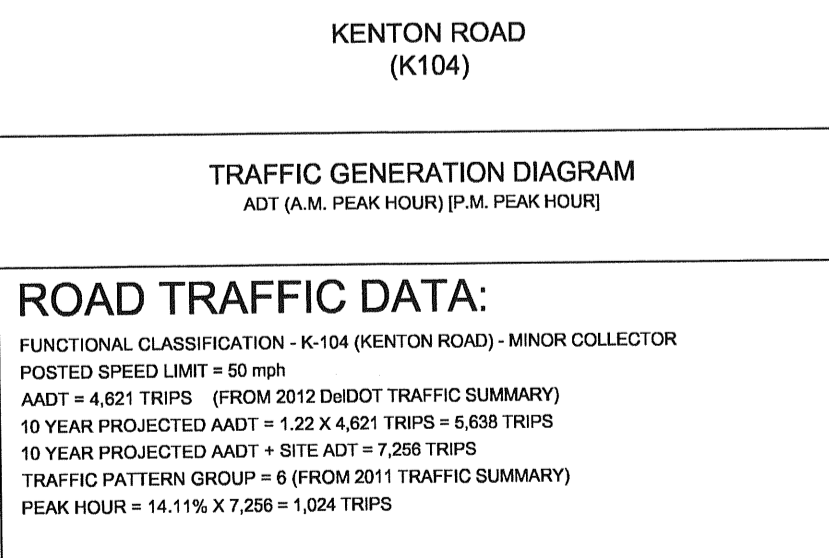 KENTON ROAD
(K104)
TRAFFIC GENERATION DIAGRAM
ADT (A.M. PEAK HOUR) [P.M. PEAK HOUR]
ROAD TRAFFIC DATA:
FUNCTIONAL CLASSIFICATION - K-104 (KENTON ROAD) - MINOR COLLECTOR
POSTED SPEED LIMIT = 50 mph
AADT = 4,621 TRIPS (FROM 2012 DelDOT TRAFFIC SUMMARY)
10 YEAR PROJECTED AADT = 1.22 X 4,621 TRIPS = 5,638 TRIPS
10 YEAR PROJECTED AADT + SITE ADT = 7,256 TRIPS
TRAFFIC PATTERN GROUP = 6 (FROM 2011 TRAFFIC SUMMARY)
PEAK HOUR = 14.11% X 7,256 = 1,024 TRIPS